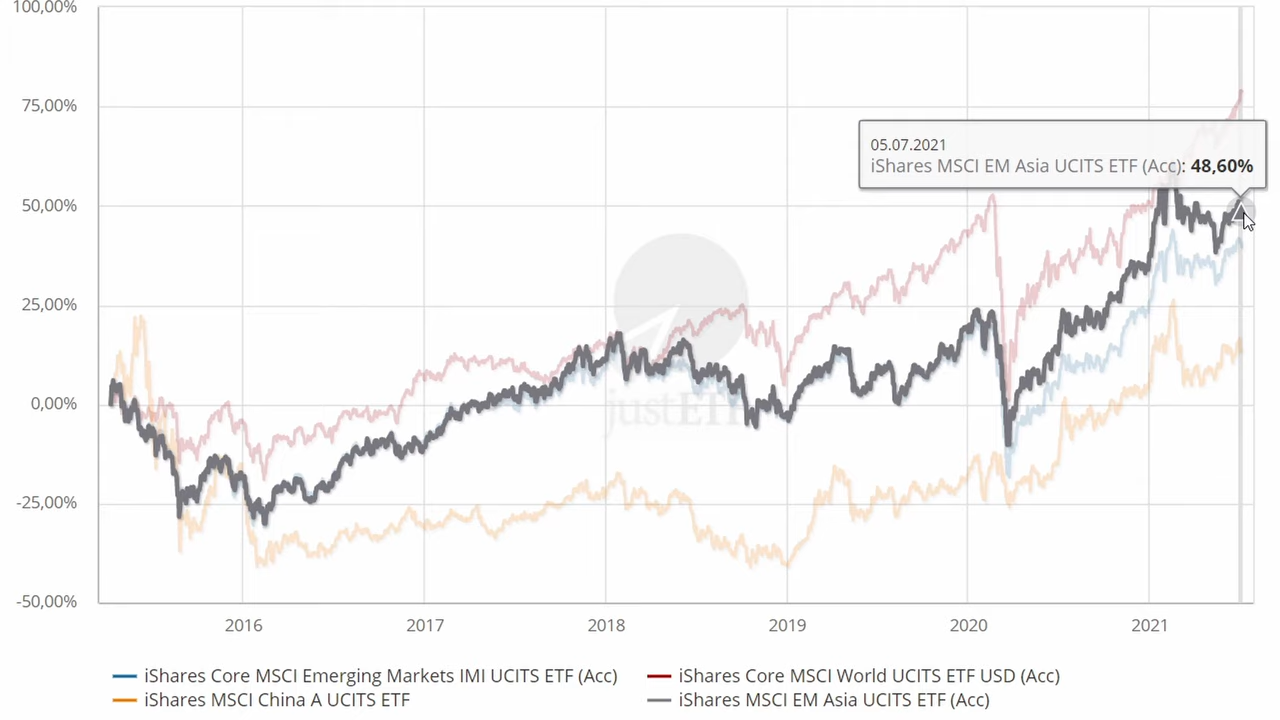 100,00%
75,00%
05.07.2021
iShares MSCI EM Asia UCITS ETF (Acc): 48,60%
50,00%
25,00%
0,00%
justETF
-25,00%
-50,00%
2016 2017 2018 2019 2020 2021
iShares Core MSCI Emerging Markets IMI UCITS ETF (Acc) iShares Core MSCI World UCITS ETF USD (Acc)
iShares MSCI China A UCITS ETF iShares MSCI EM Asia UCITS ETF (Acc)